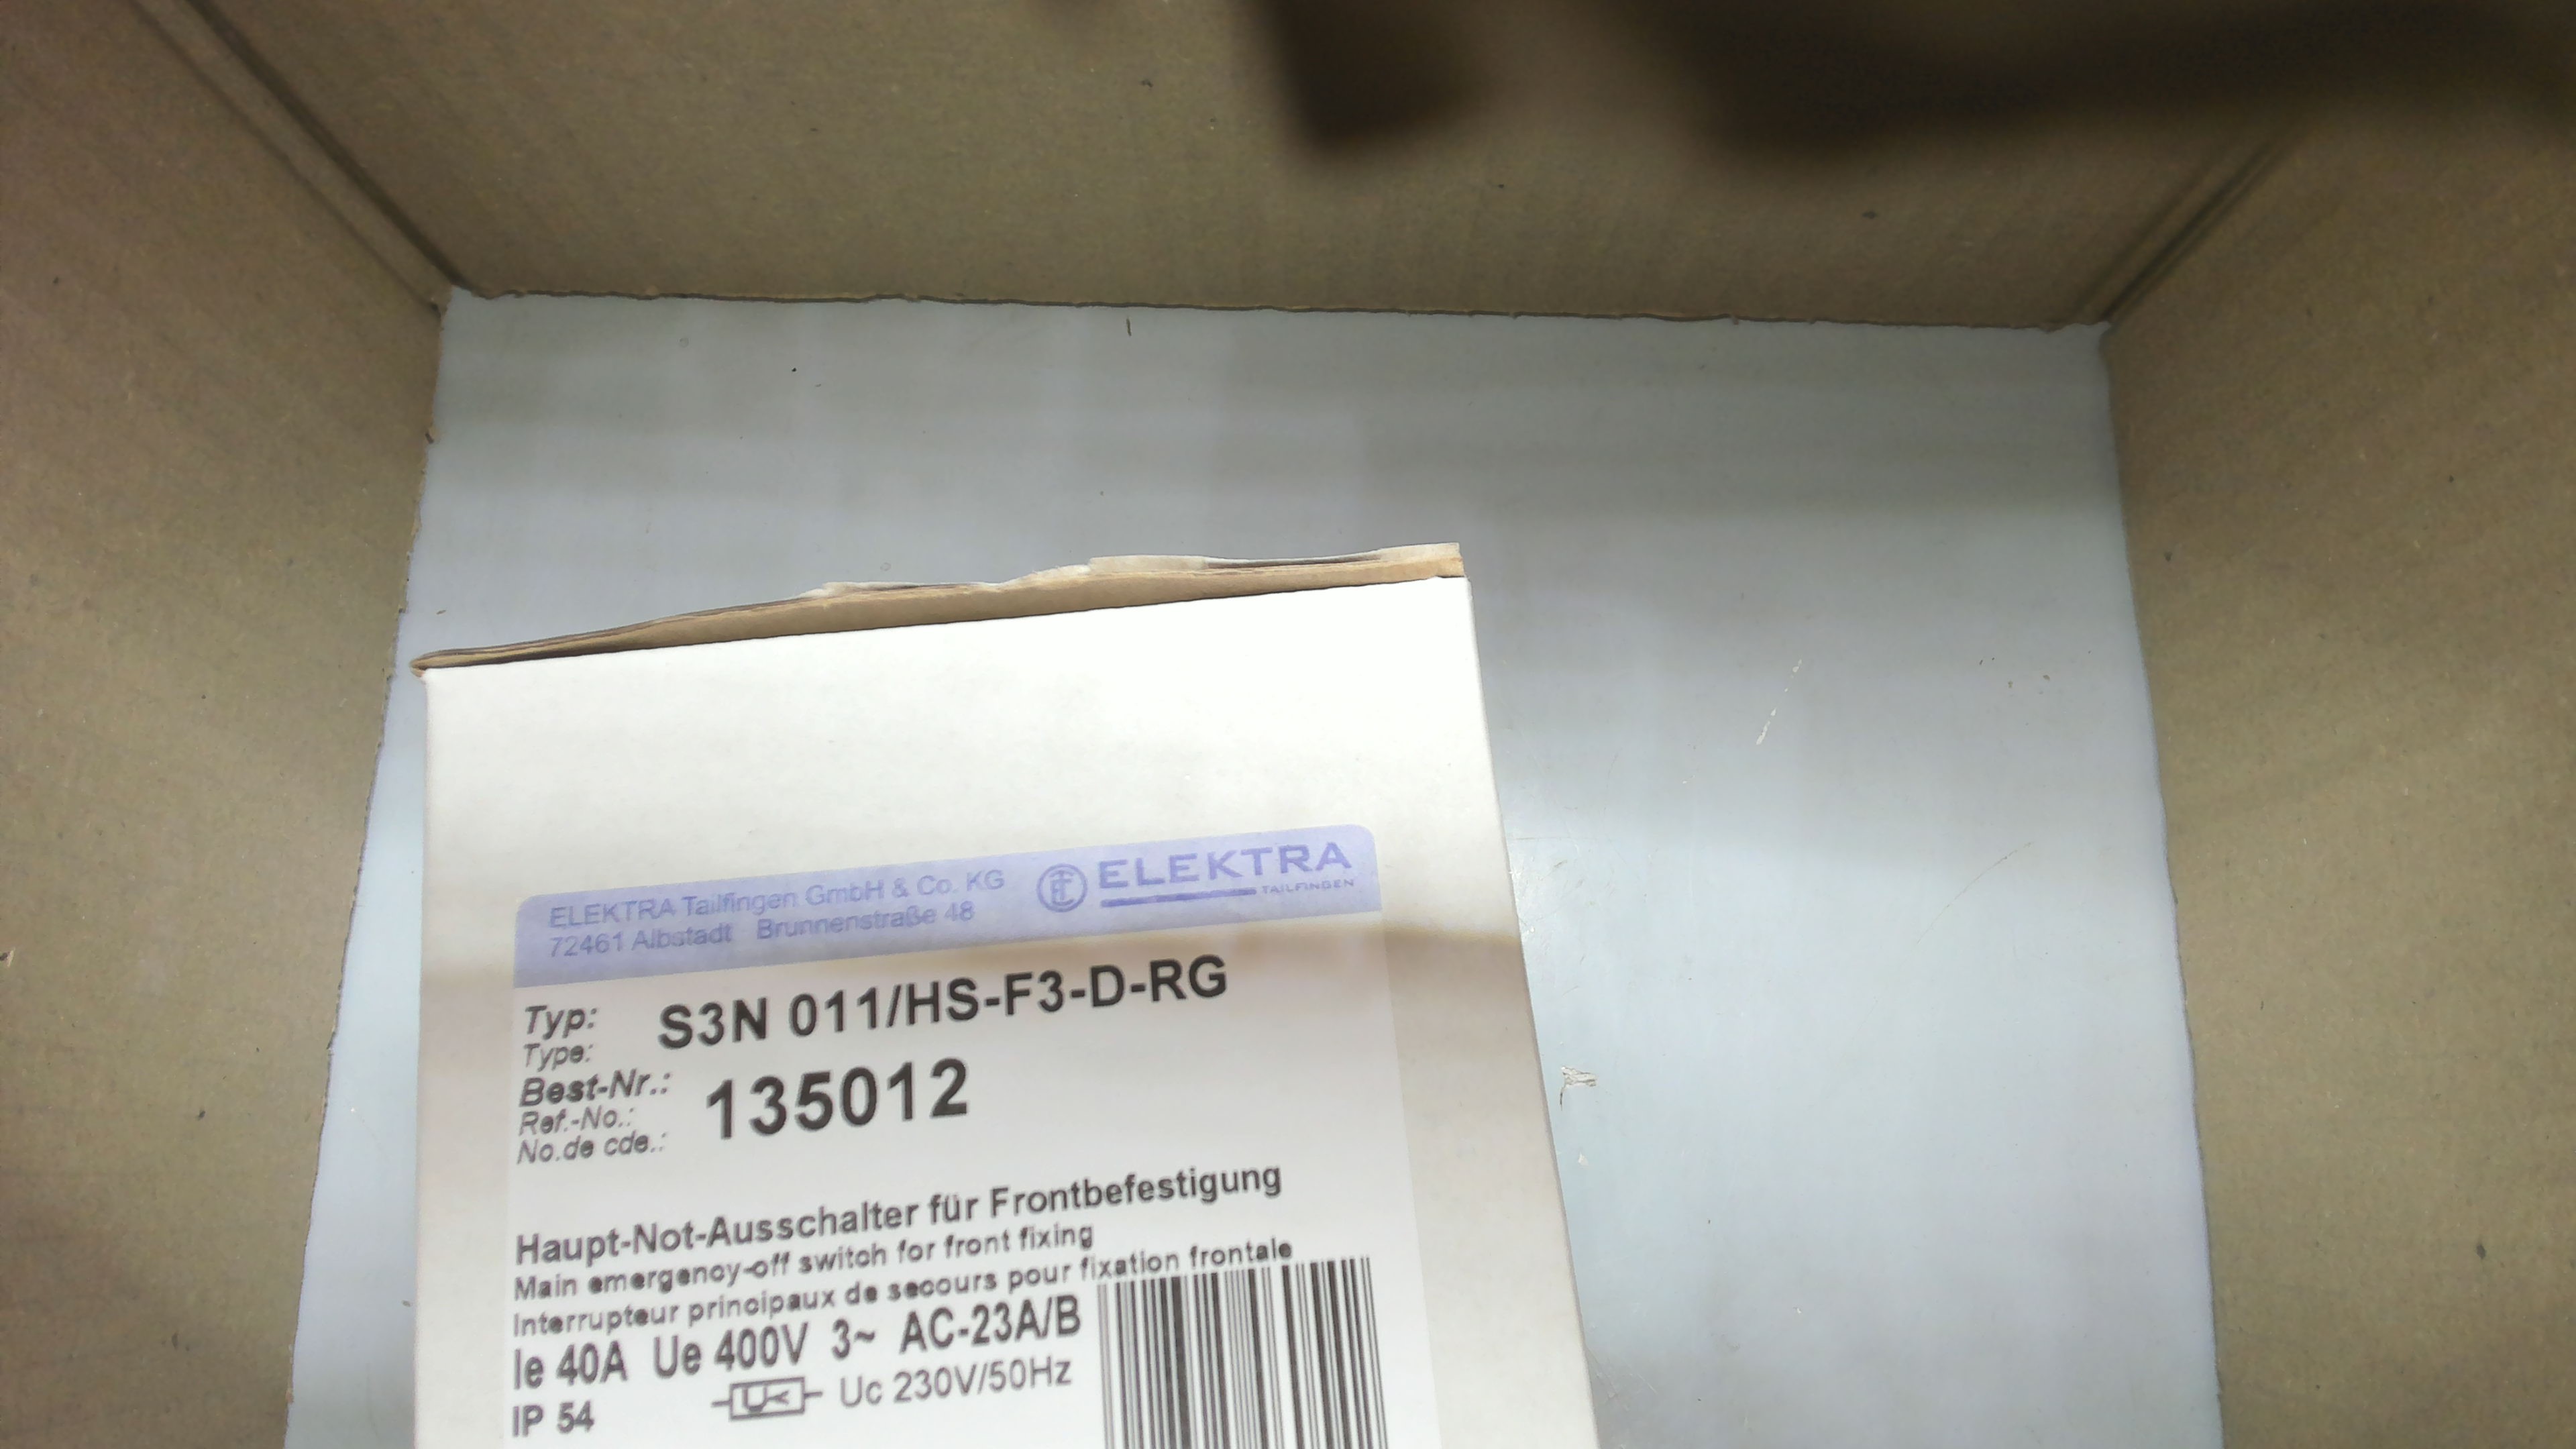 ELEKTRA Tailfingen GmbH & Co. KG
72461 Albstadt Brunnenstraße 48
ELEKTRA
TAILFINGEN
Typ: S3N 011/HS-F3-D-RG
Type:
Best-Nr.: 135012
Ref.-No.:
No.de cde.:
Haupt-Not-Ausschalter für Frontbefestigung
Main emergency-off switch for front fixing
Interrupteur principaux de secours pour fixation frontale
Ie 40A Ue 400V 3~ AC-23A/B
U< Uc 230V/50Hz
IP 54